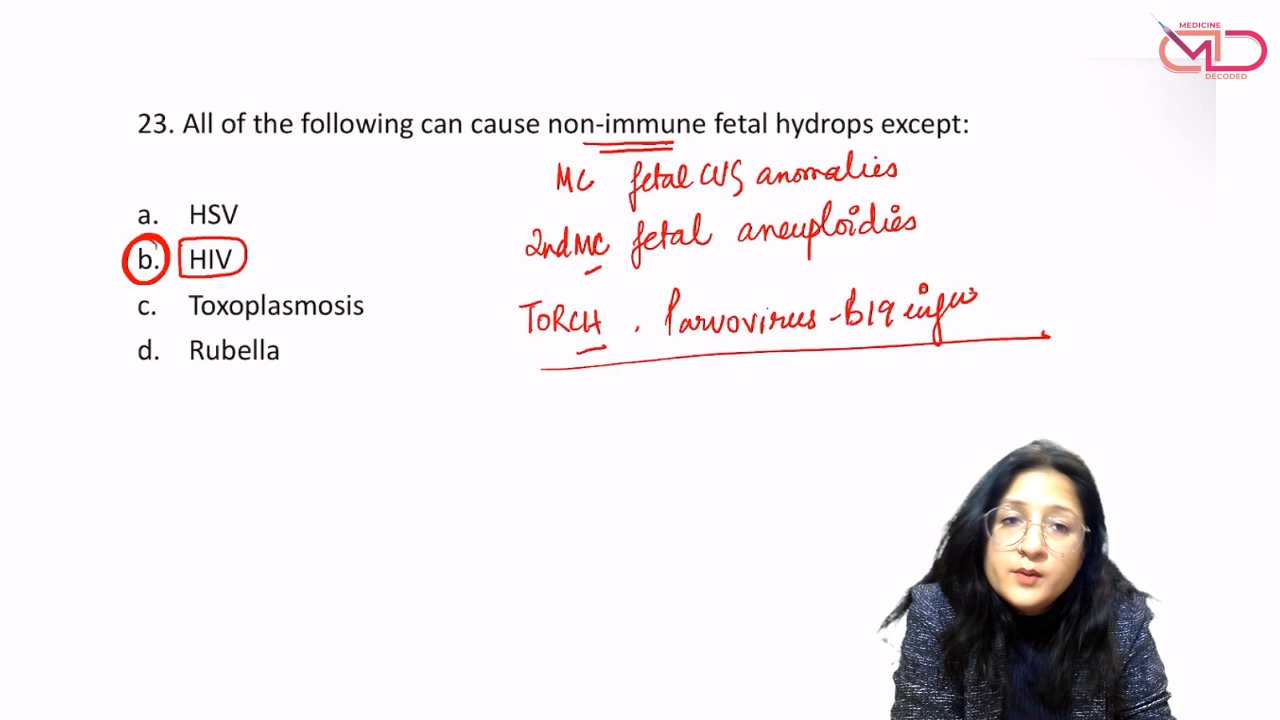 MEDICINE
MD
DECODED
23. All of the following can cause non-immune fetal hydrops except:
MC fetal CVS anomalies
a. HSV
2nd MC fetal aneuploidies
b. HIV
c. Toxoplasmosis
TORCH . Parvovirus-B19
d. Rubella